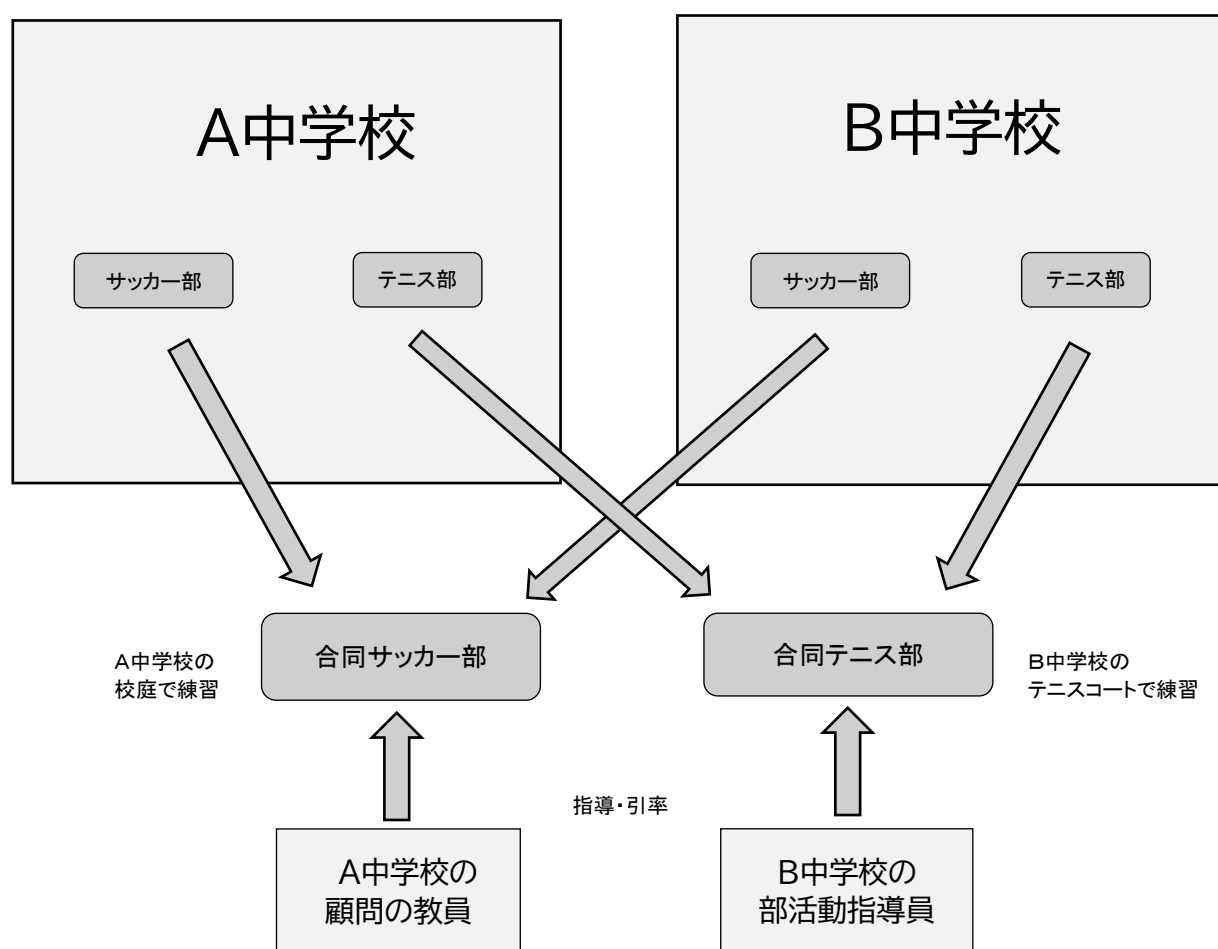 A中学校
B中学校
サッカー部
テニス部
サッカー部
テニス部
A中学校の
校庭で練習
合同サッカー部
合同テニス部
B中学校の
テニスコートで練習
指導・引率
A中学校の
顧問の教員
B中学校の
部活動指導員